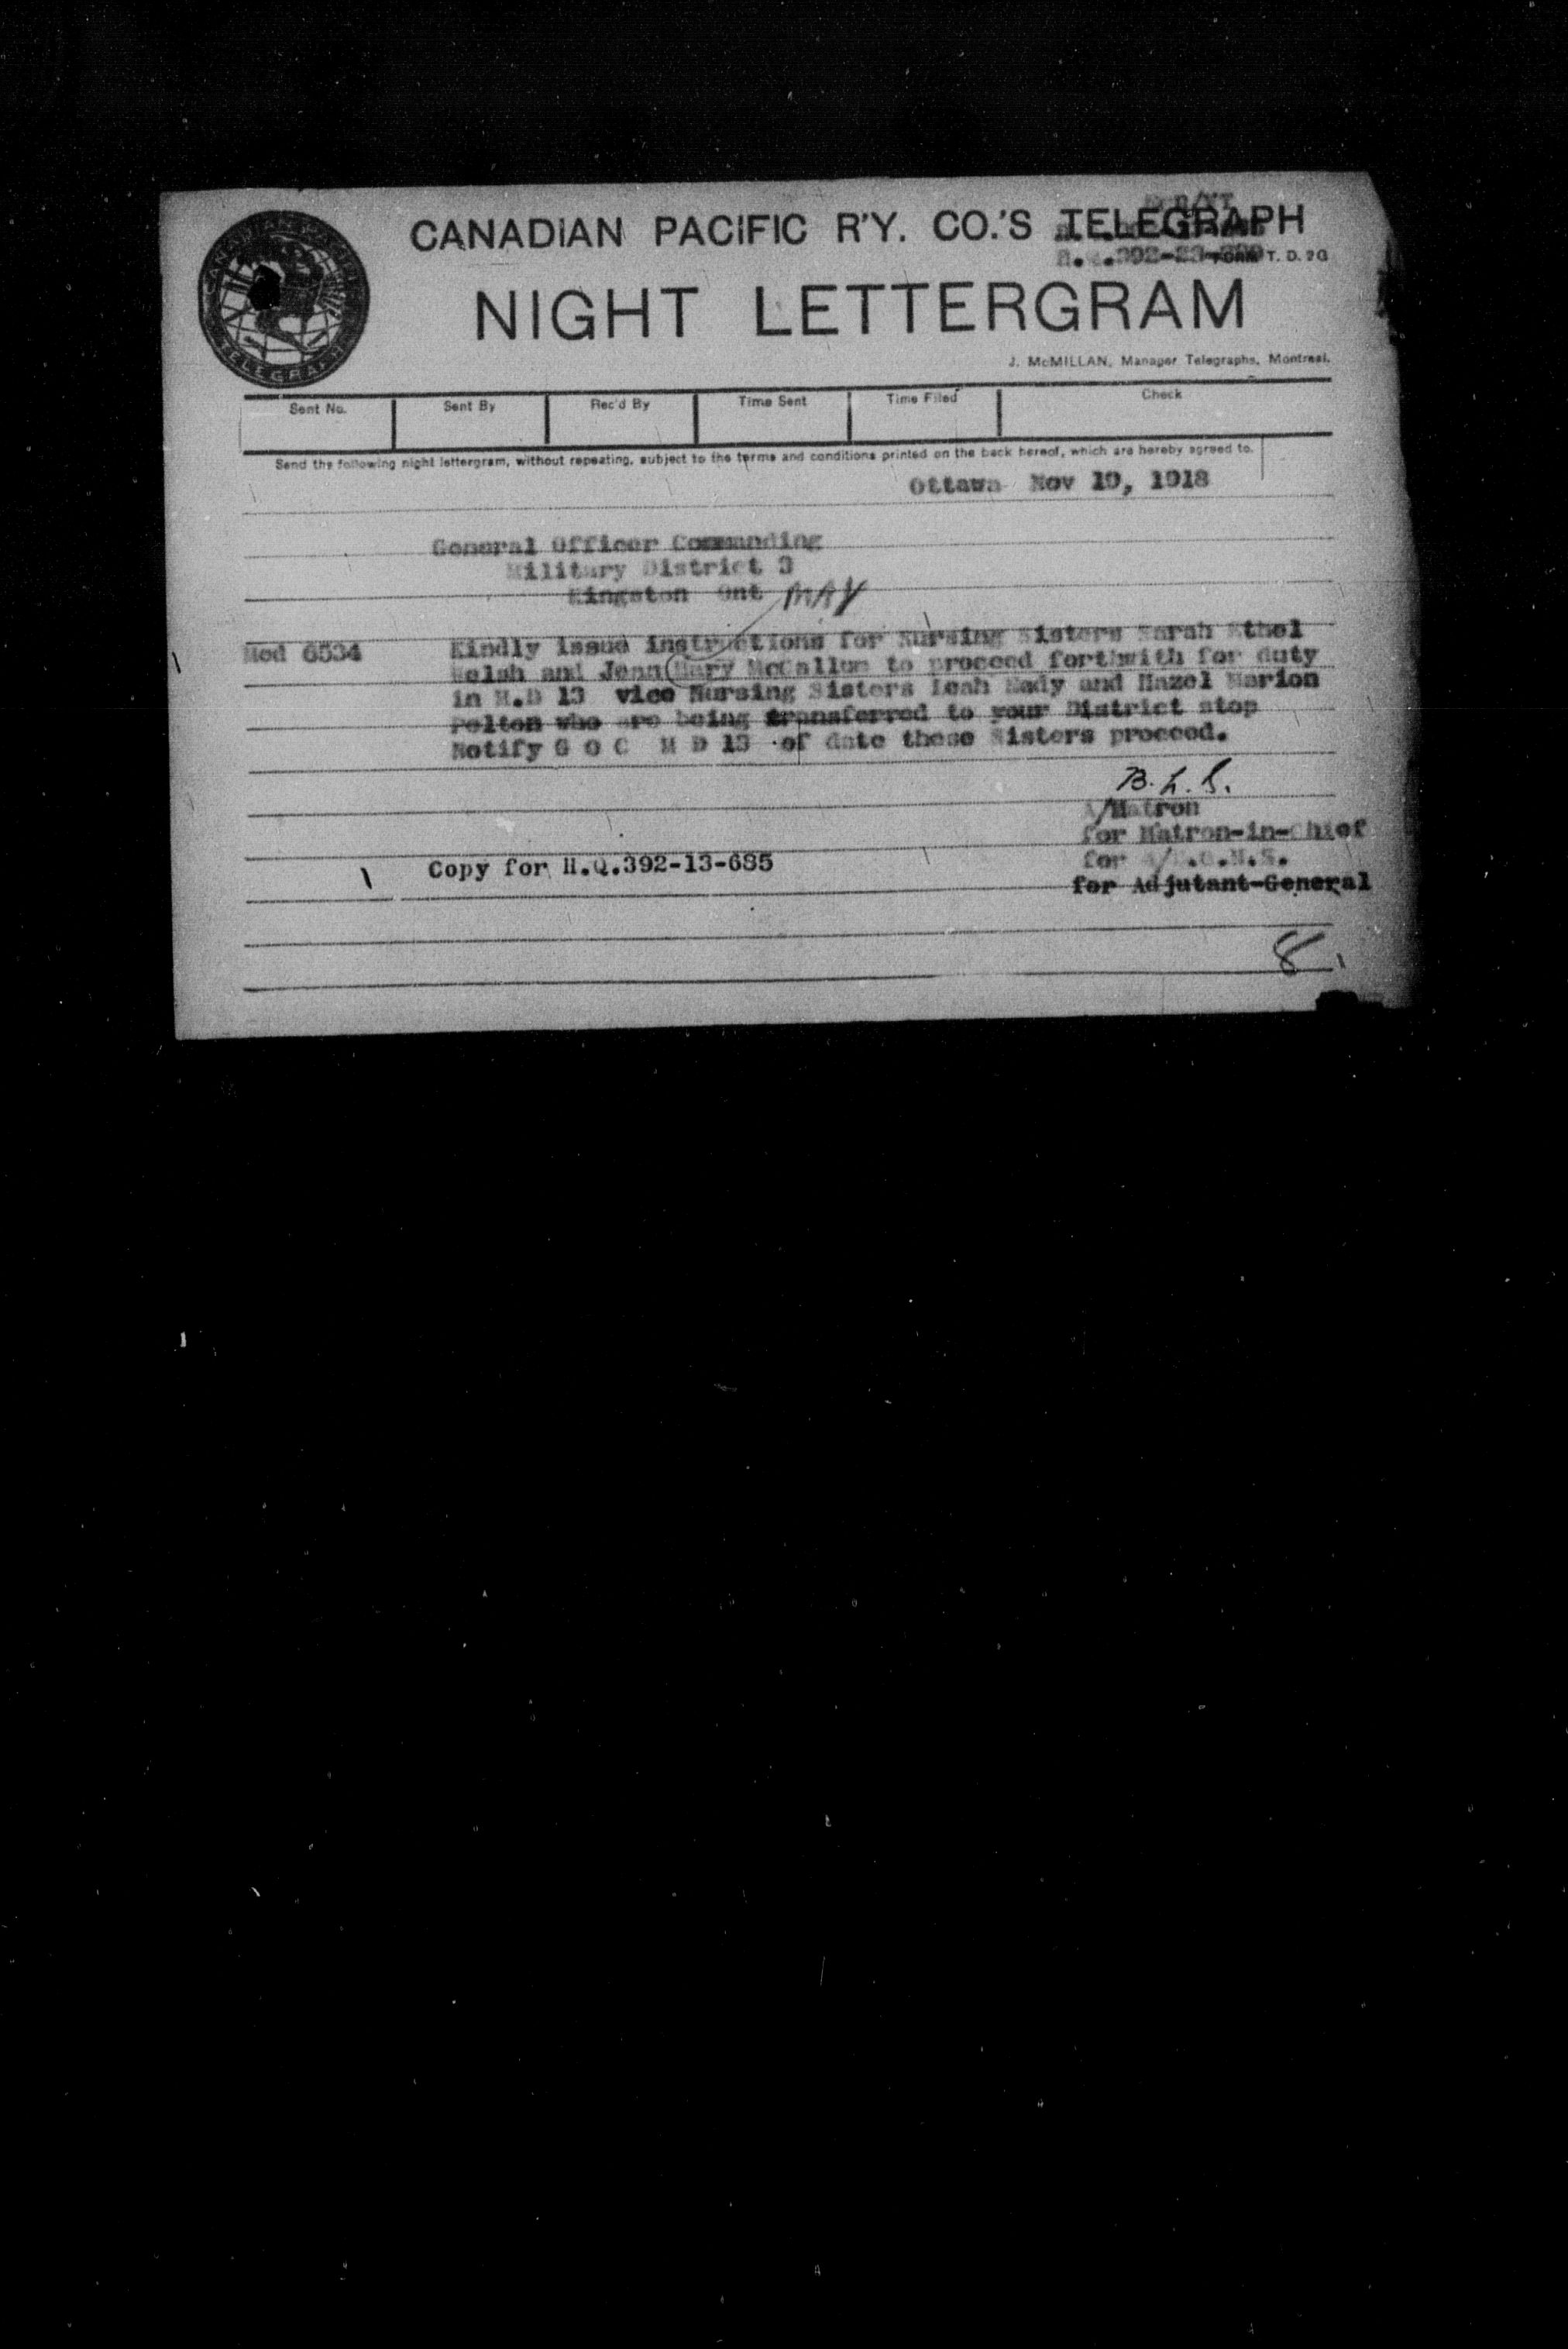 CANADIAN PACIFIC R'Y. CO.'S TELEGRAPH
FORM T. D. 2G
NIGHT LETTERGRAM
TELEGRAPH
J. McMILLAN, Manager Telegraphs, Montreal.
Sent No. Sent By Rec'd By Time Sent Time Filed Check
Send the following night lettergram, without repeating, subject to the terms and conditions printed on the back hereof, which are hereby agreed to.
Ottawa Nov 19, 1918
General Officer Commanding
Military District 3
Kingston Ont MAY
Med 6534 Kindly issue instructions for Nursing Sisters Sarah Ethel
Welsh and Jean Mary McCallum to proceed forthwith for duty
in M.D 13 vice Nursing Sisters Leah Eady and Hazel Marion
Pelton who are being transferred to your District stop
Notify G O C M D 13 of date these Sisters proceed.
A/Matron
for Matron-in-Chief
for
Copy for H.Q.392-13-685
for Adjutant-General
8